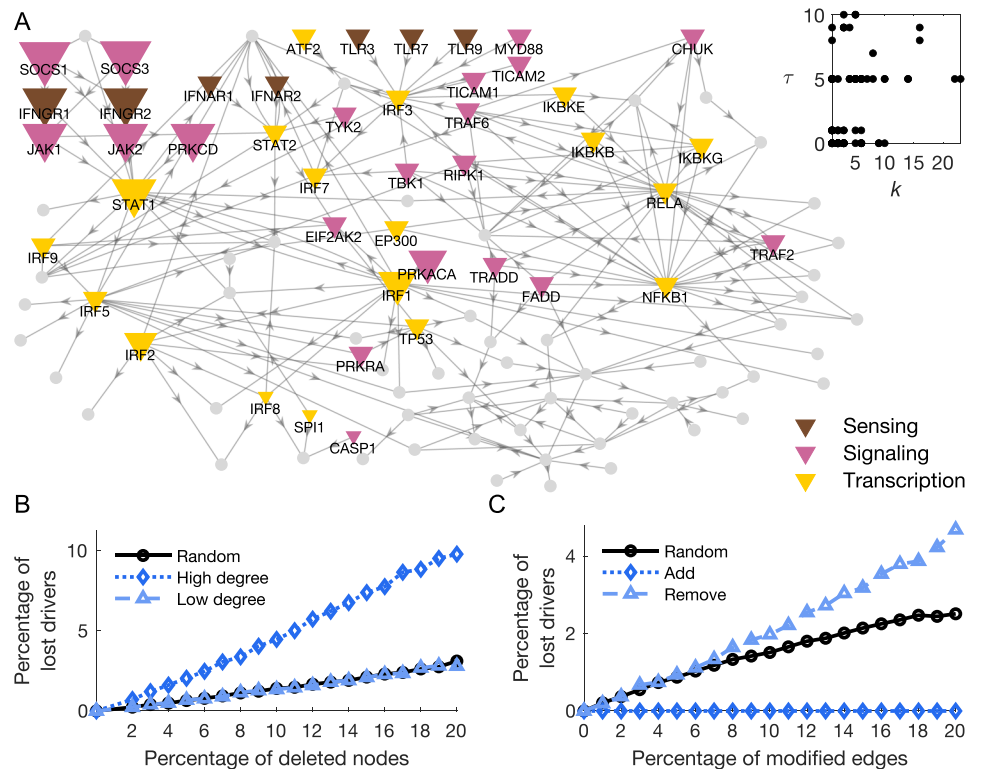 A
ATF2 TLR3 TLR7 TLR9 MYD88 CHUK
SOCS1 SOCS3 TICAM2
IFNAR1 IFNAR2 TICAM1
IFNGR1 IFNGR2 IRF3 IKBKE
TYK2 TRAF6
JAK1 JAK2 PRKCD STAT2 IKBKB IKBKG
IRF7 TBK1 RIPK1
STAT1 RELA
EIF2AK2 EP300
IRF9 TRAF2
PRKACA TRADD
IRF1 FADD NFKB1
IRF5
TP53
IRF2 PRKRA
IRF8
SPI1
CASP1
10
τ 5
0
5 10 15 20
k
Sensing
Signaling
Transcription
B
Percentage of
lost drivers
10
5
0
Random
High degree
Low degree
2 4 6 8 10 12 14 16 18 20
Percentage of deleted nodes
C
Percentage of
lost drivers
4
2
0
Random
Add
Remove
0 2 4 6 8 10 12 14 16 18 20
Percentage of modified edges